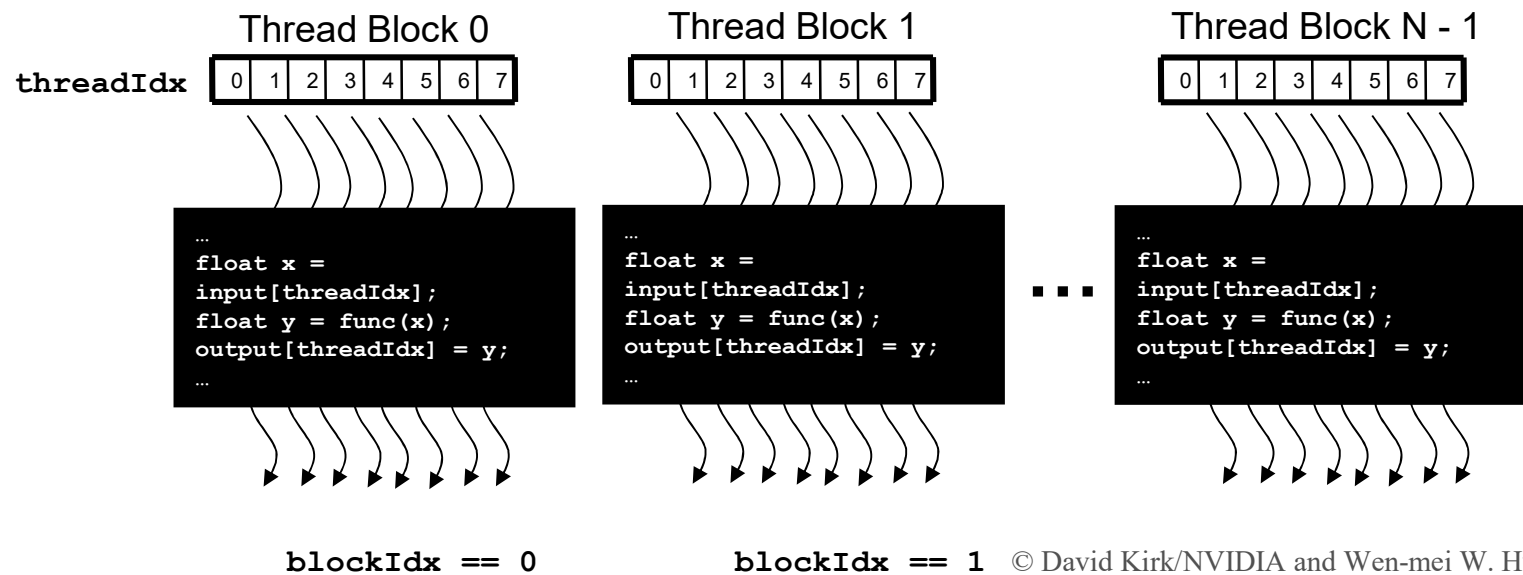 Thread Block 0
Thread Block 1
Thread Block N - 1
threadIdx
0 1 2 3 4 5 6 7
0 1 2 3 4 5 6 7
0 1 2 3 4 5 6 7
…
float x =
input[threadIdx];
float y = func(x);
output[threadIdx] = y;
…
…
float x =
input[threadIdx];
float y = func(x);
output[threadIdx] = y;
…
...
…
float x =
input[threadIdx];
float y = func(x);
output[threadIdx] = y;
…
blockIdx == 0
blockIdx == 1
© David Kirk/NVIDIA and Wen-mei W. H